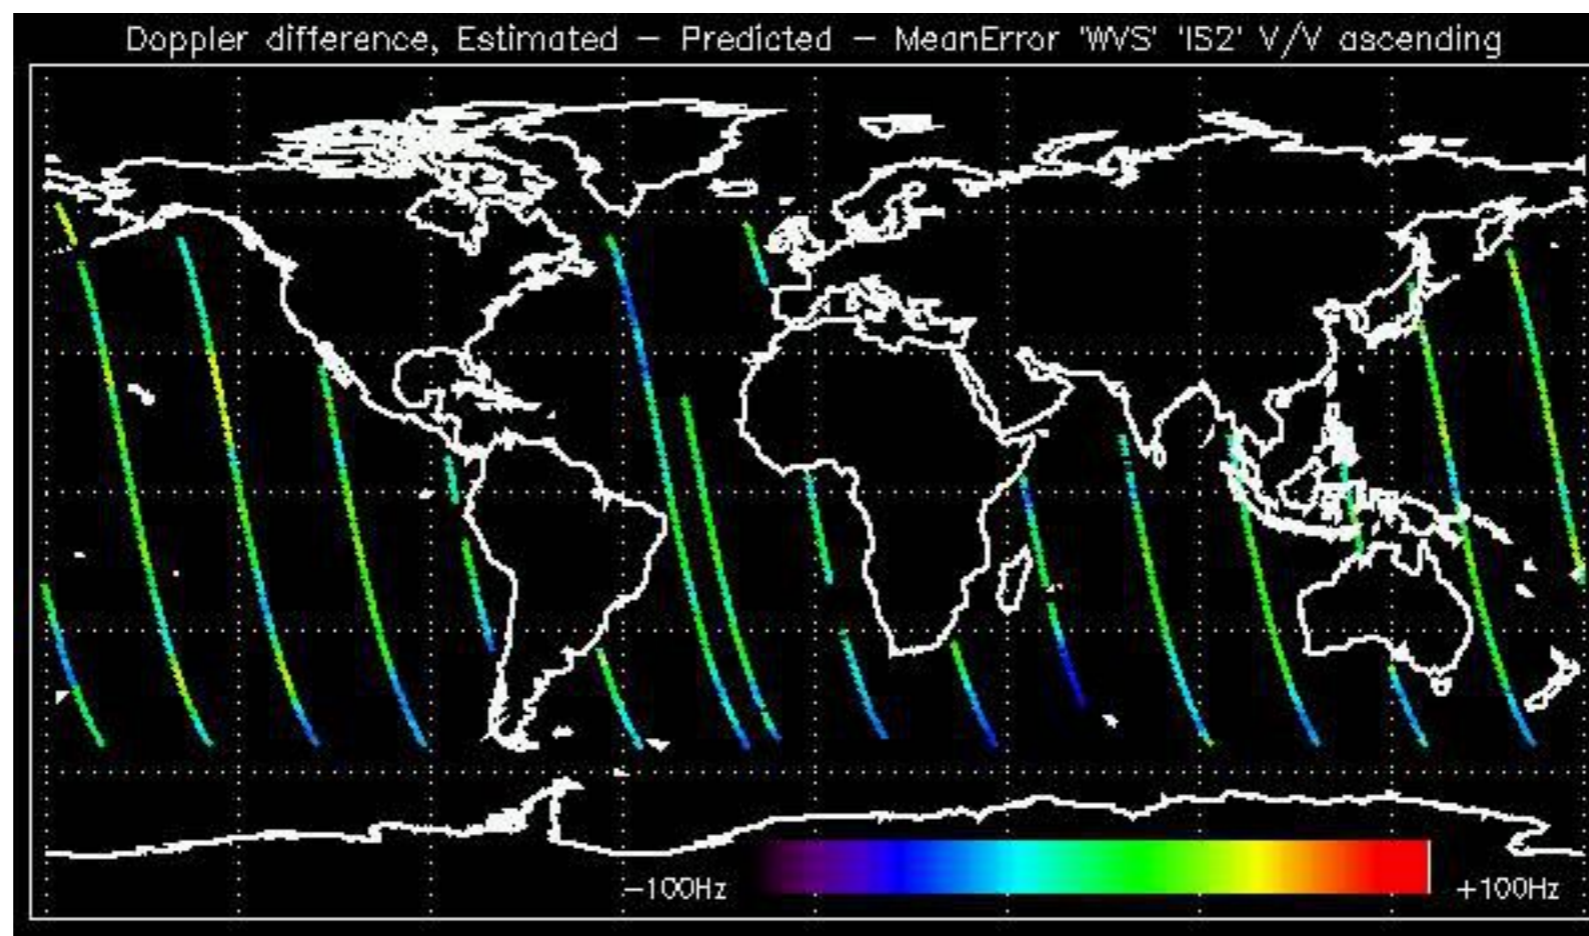 Doppler difference, Estimated – Predicted – MeanError 'WVS' 'IS2' V/V ascending
–100Hz
+100Hz